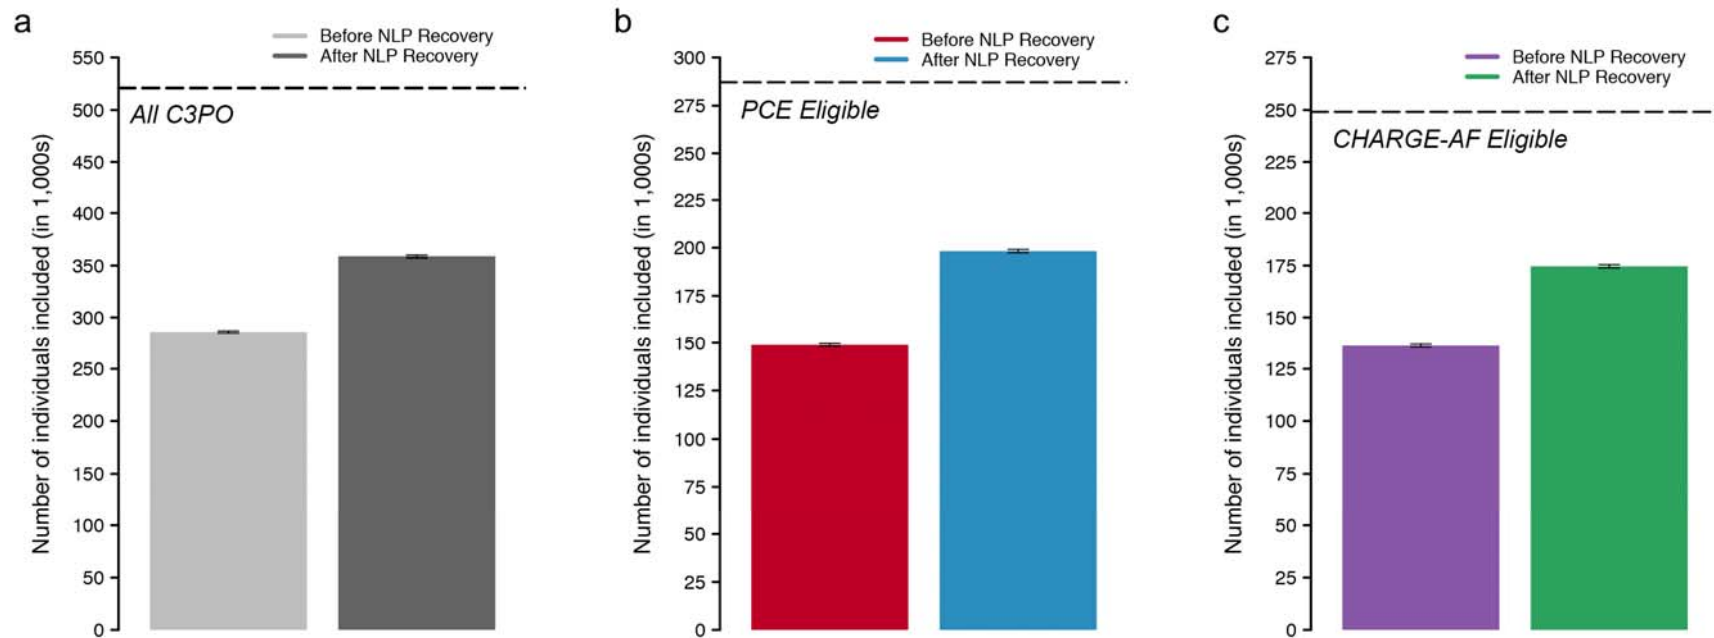 a
Before NLP Recovery
After NLP Recovery
550
500
450
400
350
300
250
200
150
100
50
0
Number of individuals included (in 1,000s)
All C3PO
b
Before NLP Recovery
After NLP Recovery
300
275
250
225
200
175
150
125
100
75
50
25
0
Number of individuals included (in 1,000s)
PCE Eligible
c
Before NLP Recovery
After NLP Recovery
275
250
225
200
175
150
125
100
75
50
25
0
Number of individuals included (in 1,000s)
CHARGE-AF Eligible